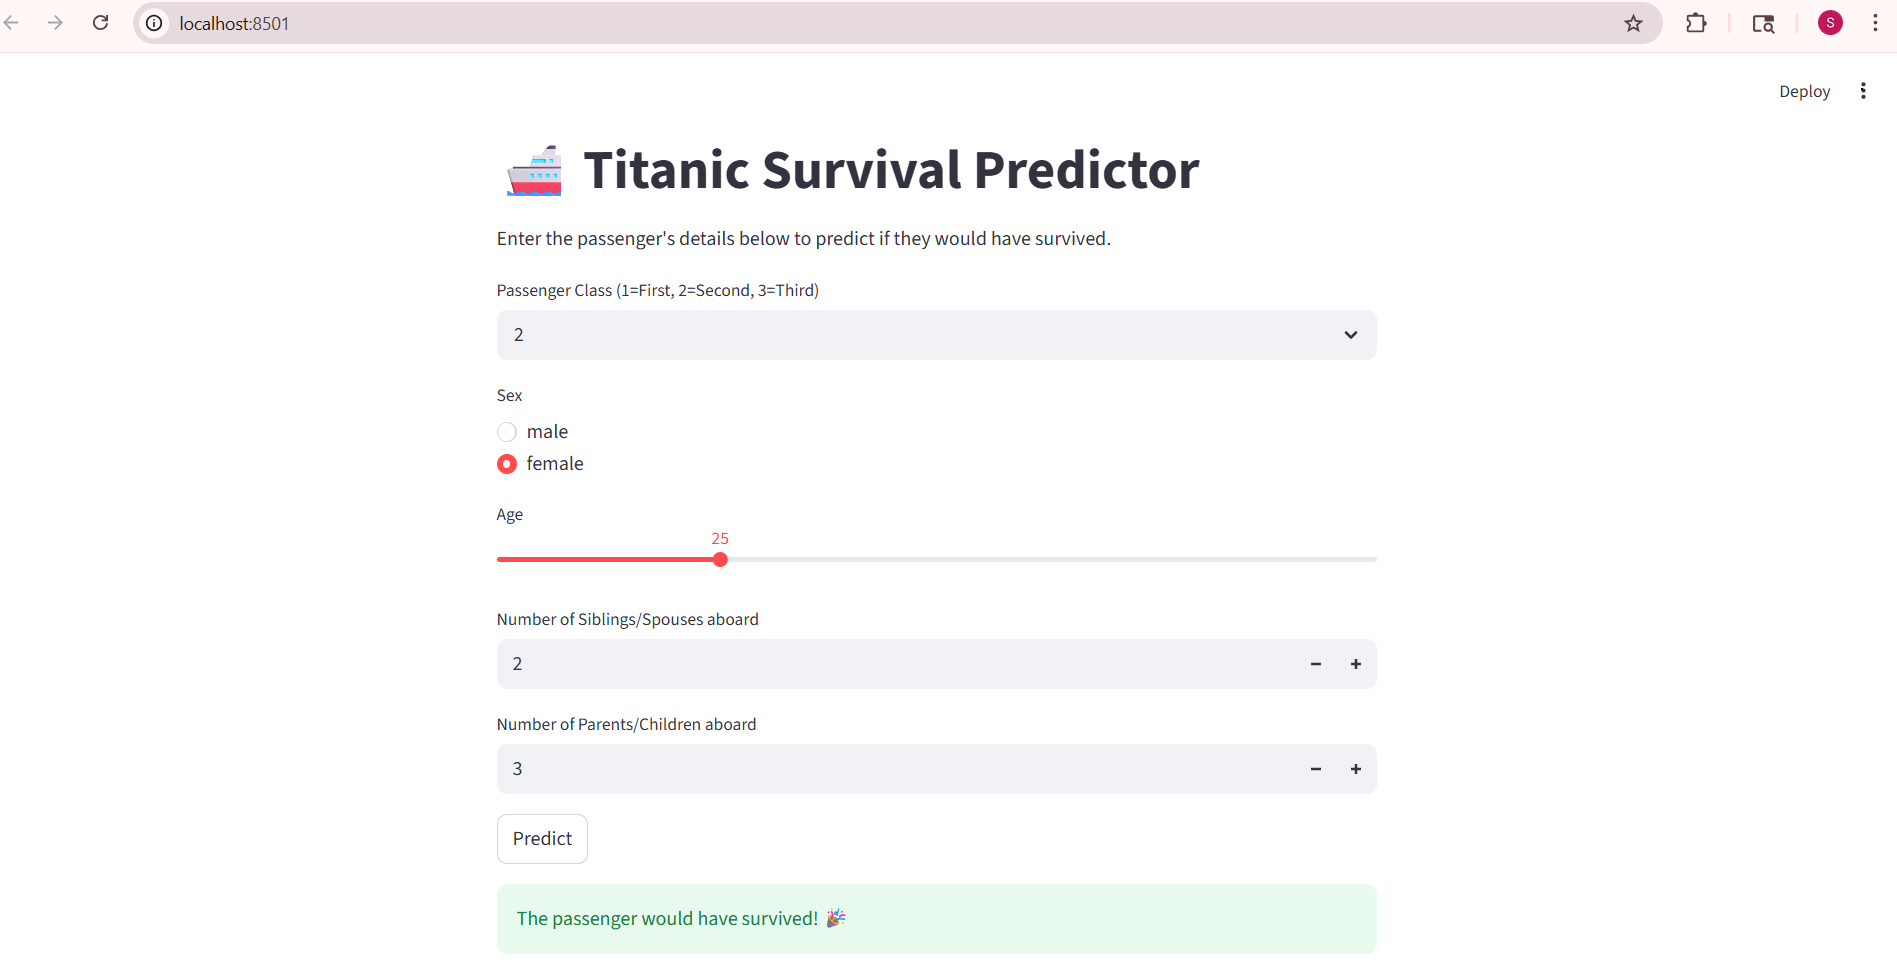 localhost:8501
S
Deploy
Titanic Survival Predictor
Enter the passenger's details below to predict if they would have survived.
Passenger Class (1=First, 2=Second, 3=Third)
2
Sex
male
female
Age
25
Number of Siblings/Spouses aboard
2
Number of Parents/Children aboard
3
Predict
The passenger would have survived! 🎉